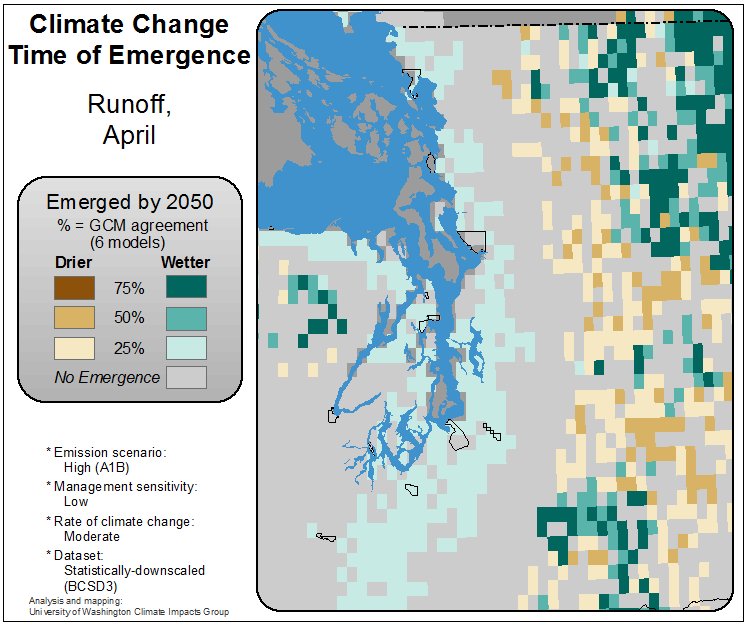 Climate Change
Time of Emergence
Runoff,
April
Emerged by 2050
% = GCM agreement
(6 models)
Drier Wetter
75%
50%
25%
No Emergence
* Emission scenario:
High (A1B)
* Management sensitivity:
Low
* Rate of climate change:
Moderate
* Dataset:
Statistically-downscaled
(BCSD3)
Analysis and mapping:
University of Washington Climate Impacts Group